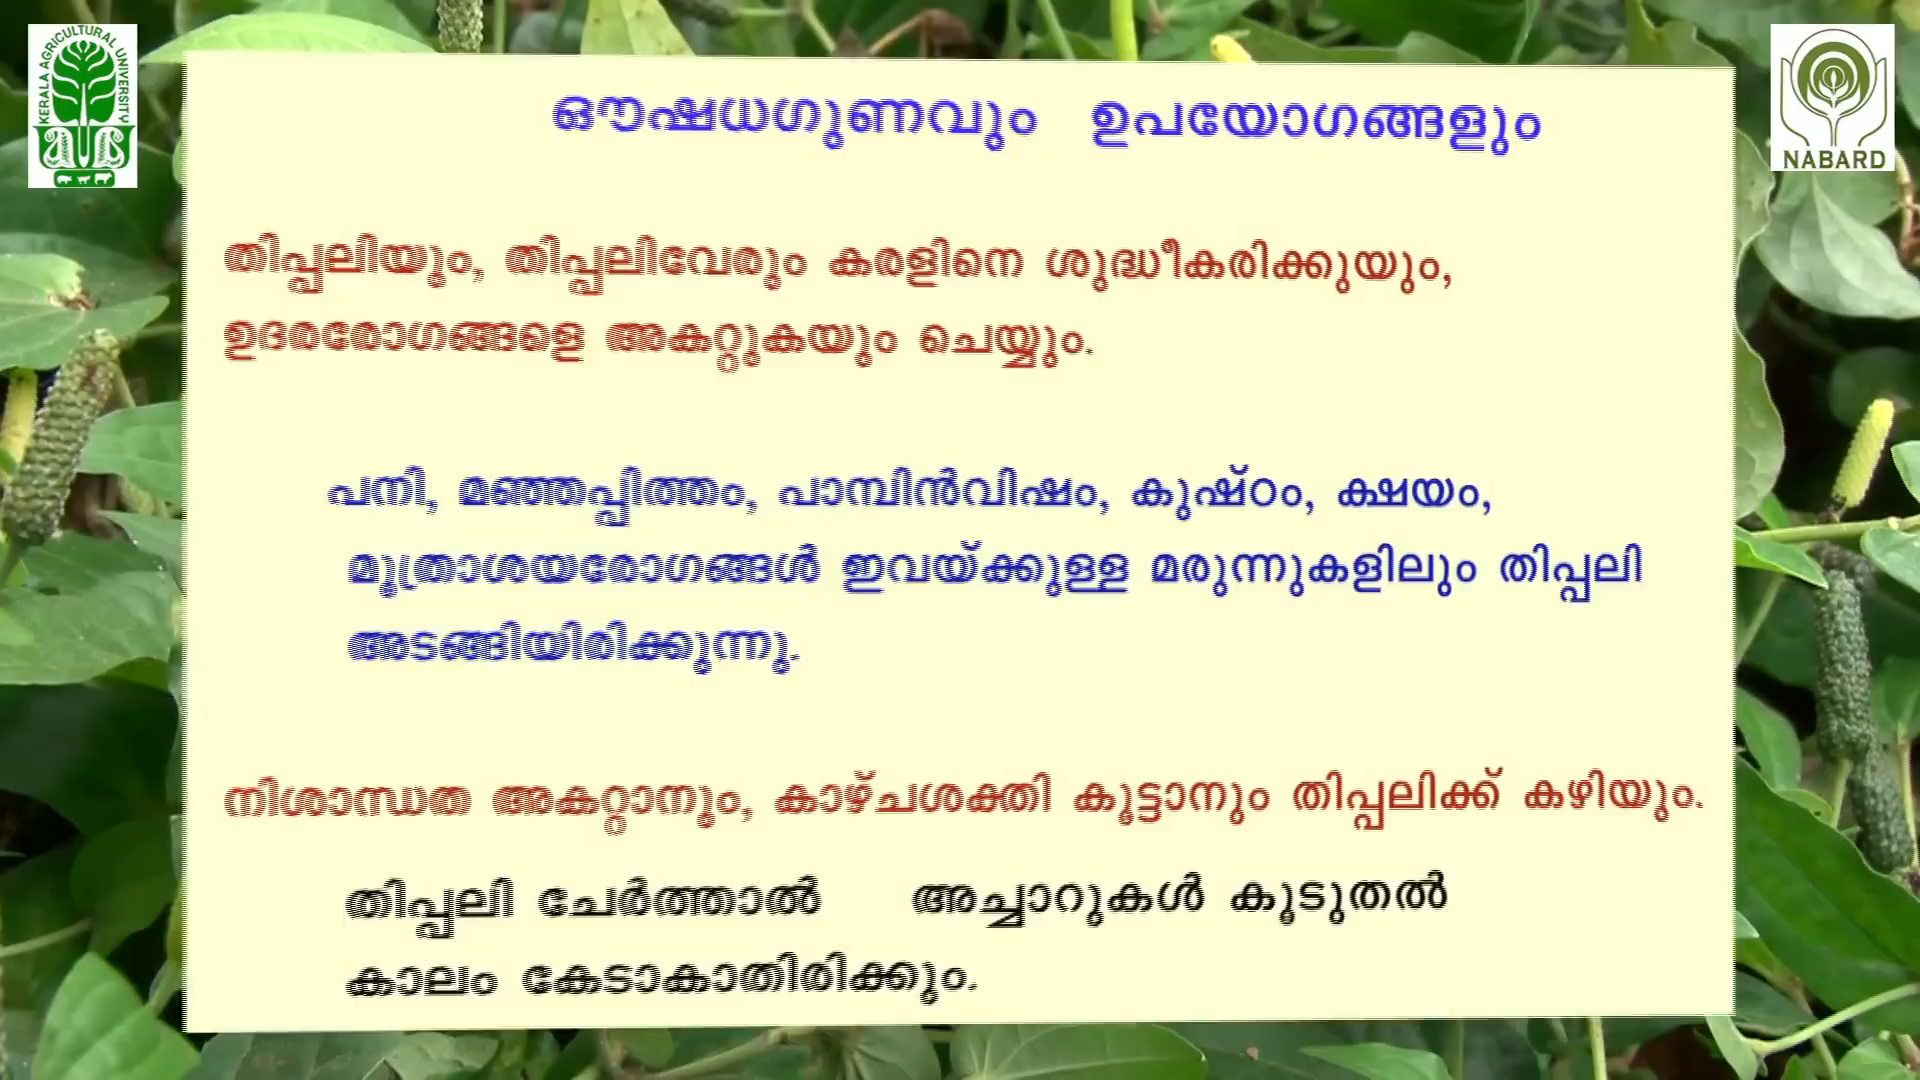 KERALA AGRICULTURAL UNIVERSITY
NABARD
ഔഷധഗുണവും ഉപയോഗങ്ങളും
തിപ്പലിയും, തിപ്പലിവേരും കരളിനെ ശുദ്ധീകരിക്കുയും,
ഉദരരോഗങ്ങളെ അകറ്റുകയും ചെയ്യും.
പനി, മഞ്ഞപ്പിത്തം, പാമ്പിൻവിഷം, കുഷ്ഠം, ക്ഷയം,
മൂത്രാശയരോഗങ്ങൾ ഇവയ്ക്കുള്ള മരുന്നുകളിലും തിപ്പലി
അടങ്ങിയിരിക്കുന്നു.
നിശാന്ധത അകറ്റാനും, കാഴ്ചശക്തി കൂട്ടാനും തിപ്പലിക്ക് കഴിയും.
തിപ്പലി ചേർത്താൽ അച്ചാറുകൾ കൂടുതൽ
കാലം കേടാകാതിരിക്കും.